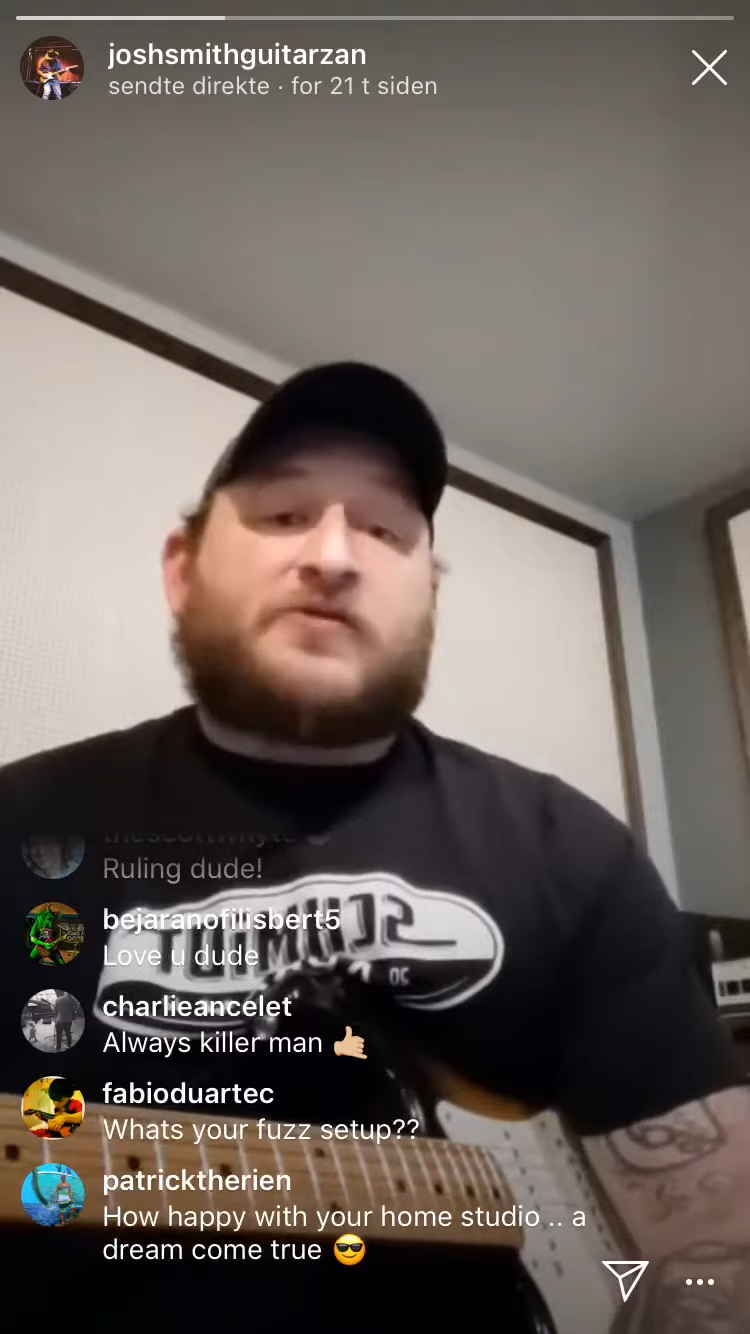 joshsmithguitarzan
sendte direkte · for 21 t siden
Ruling dude!
bejaranofilisbert5
Love u dude
charlieancelet
Always killer man 🤙🏼
fabioduartec
Whats your fuzz setup??
patricktherien
How happy with your home studio .. a
dream come true 😎